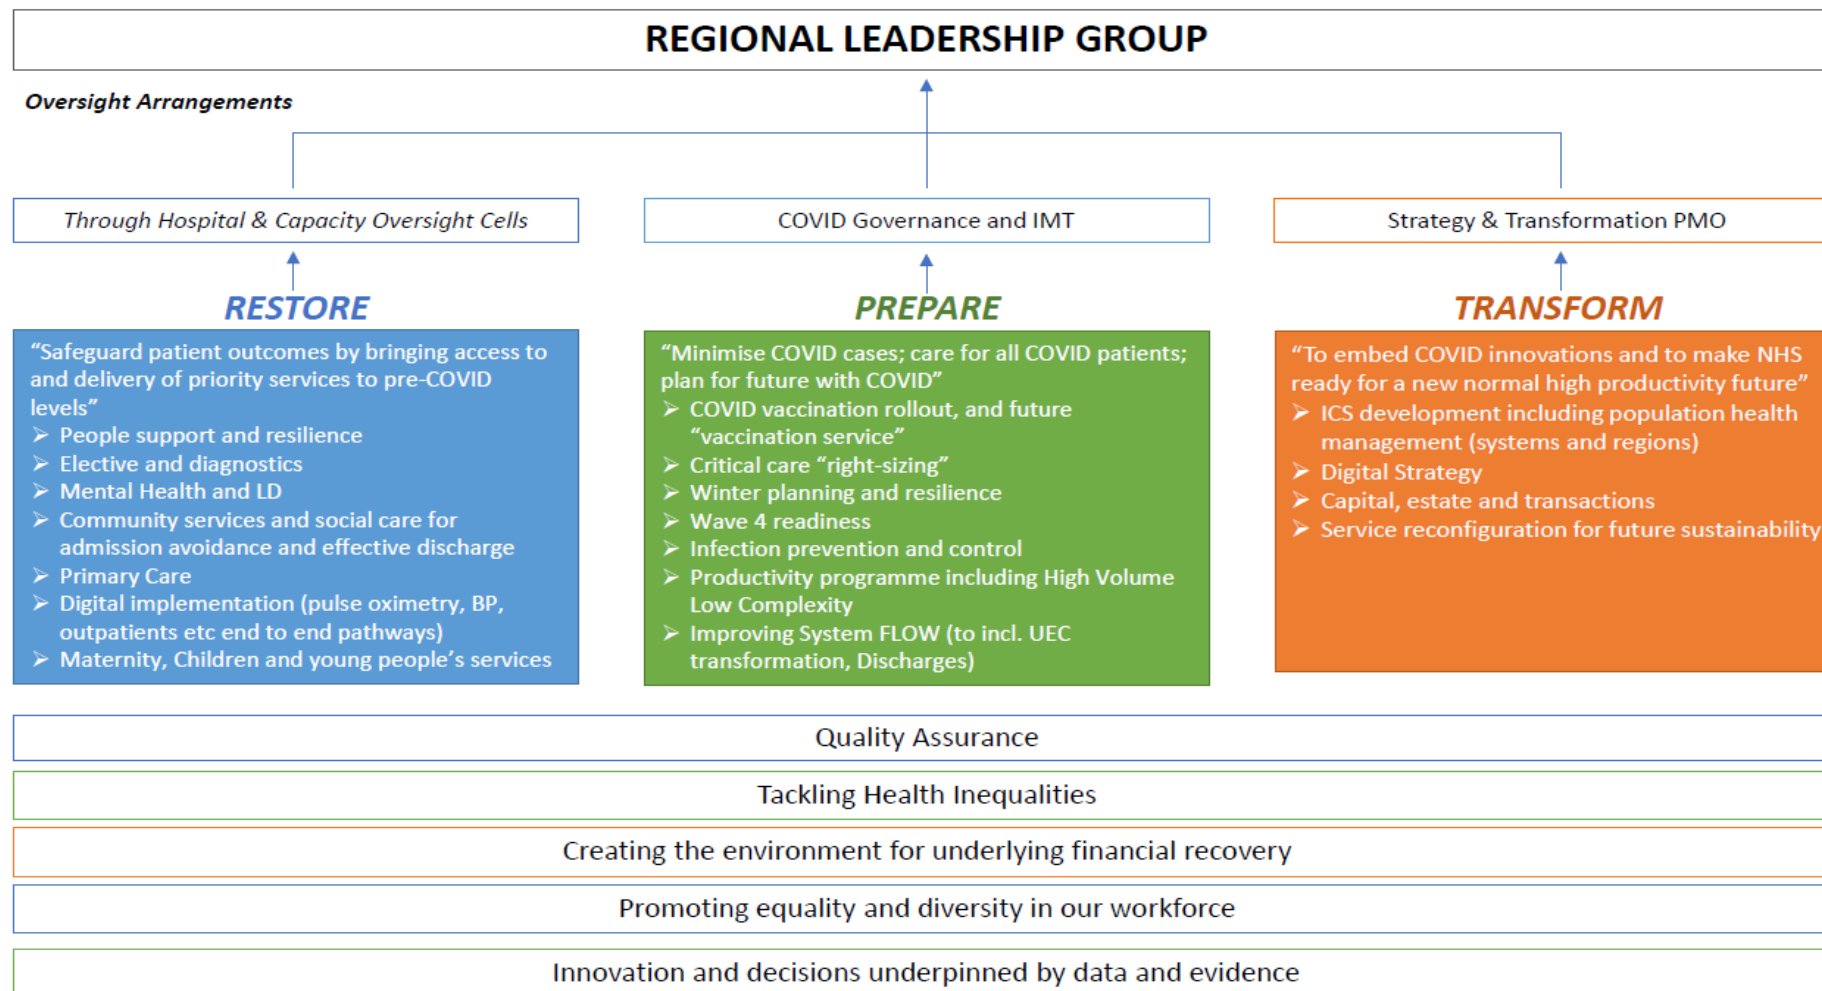 REGIONAL LEADERSHIP GROUP
Oversight Arrangements
Through Hospital & Capacity Oversight Cells
COVID Governance and IMT
Strategy & Transformation PMO
RESTORE
“Safeguard patient outcomes by bringing access to
and delivery of priority services to pre-COVID
levels”
➢ People support and resilience
➢ Elective and diagnostics
➢ Mental Health and LD
➢ Community services and social care for
admission avoidance and effective discharge
➢ Primary Care
➢ Digital implementation (pulse oximetry, BP,
outpatients etc end to end pathways)
➢ Maternity, Children and young people’s services
PREPARE
“Minimise COVID cases; care for all COVID patients;
plan for future with COVID”
➢ COVID vaccination rollout, and future
“vaccination service”
➢ Critical care “right-sizing”
➢ Winter planning and resilience
➢ Wave 4 readiness
➢ Infection prevention and control
➢ Productivity programme including High Volume
Low Complexity
➢ Improving System FLOW (to incl. UEC
transformation, Discharges)
TRANSFORM
“To embed COVID innovations and to make NHS
ready for a new normal high productivity future”
➢ ICS development including population health
management (systems and regions)
➢ Digital Strategy
➢ Capital, estate and transactions
➢ Service reconfiguration for future sustainability
Quality Assurance
Tackling Health Inequalities
Creating the environment for underlying financial recovery
Promoting equality and diversity in our workforce
Innovation and decisions underpinned by data and evidence